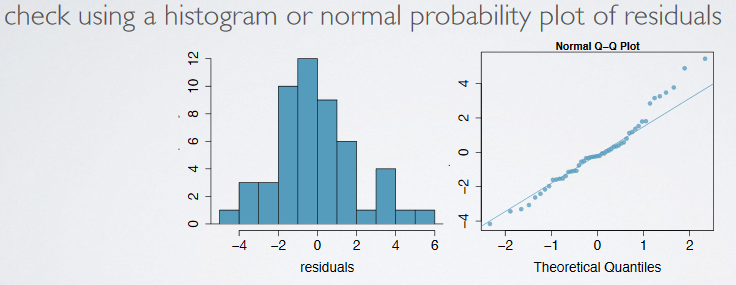 check using a histogram or normal probability plot of residuals
Normal Q–Q Plot
12
10
8
6
4
2
0
−4 −2 0 2 4 6
residuals
4
2
0
−2
−4
−2 −1 0 1 2
Theoretical Quantiles